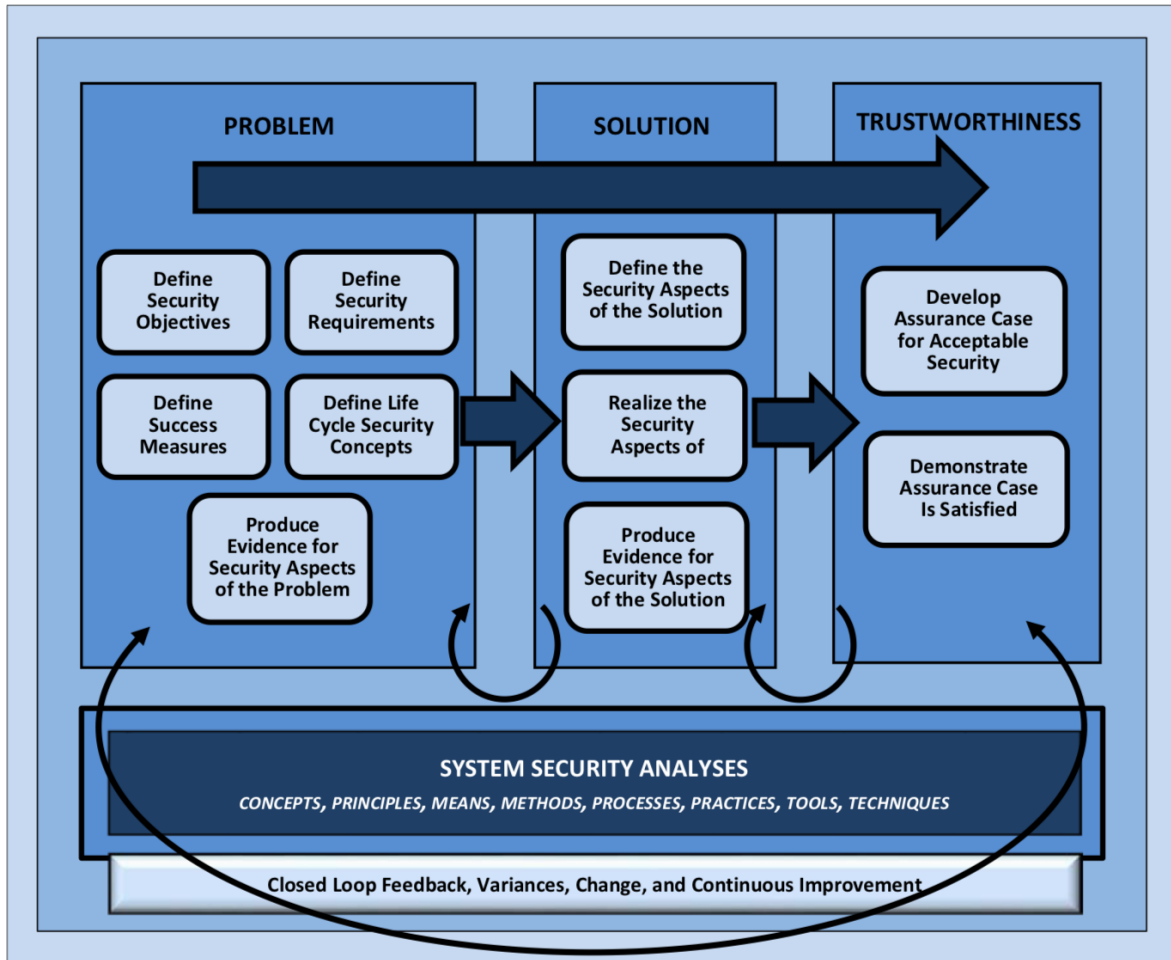 PROBLEM
Define
Security
Objectives
Define
Security
Requirements
Define
Success
Measures
Define Life
Cycle Security
Concepts
Produce
Evidence for
Security Aspects
of the Problem
SOLUTION
Define the
Security Aspects
of the Solution
Realize the
Security
Aspects of
Produce
Evidence for
Security Aspects
of the Solution
TRUSTWORTHINESS
Develop
Assurance Case
for Acceptable
Security
Demonstrate
Assurance Case
Is Satisfied
SYSTEM SECURITY ANALYSES
CONCEPTS, PRINCIPLES, MEANS, METHODS, PROCESSES, PRACTICES, TOOLS, TECHNIQUES
Closed Loop Feedback, Variances, Change, and Continuous Improvement